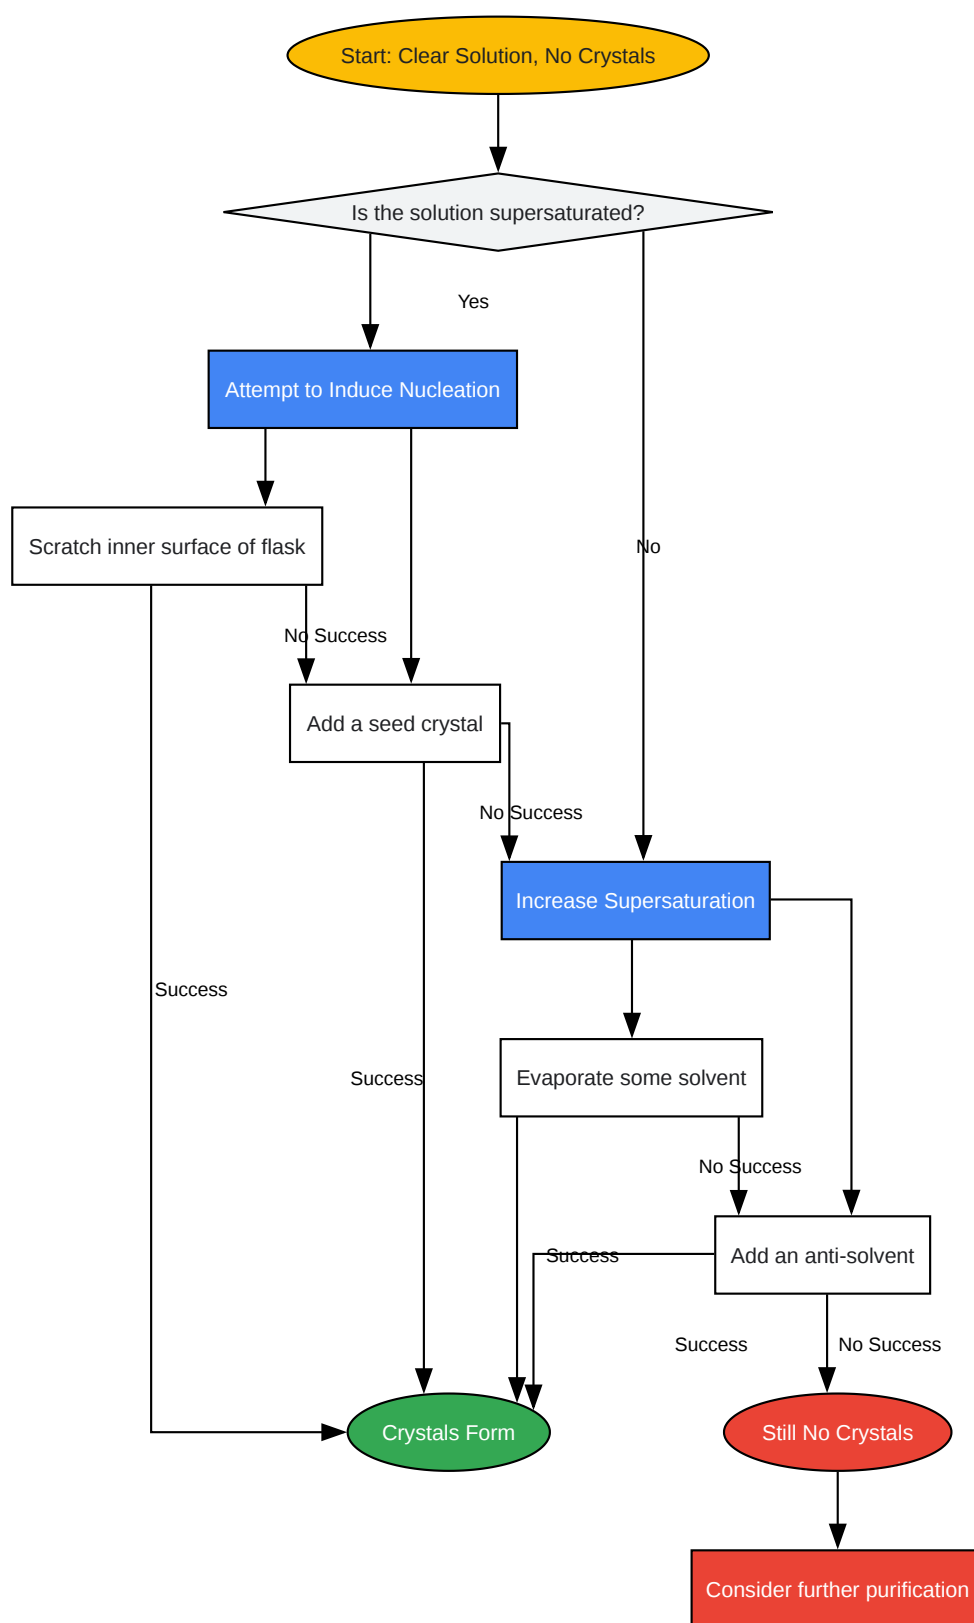 Start: Clear Solution, No Crystals
Is the solution supersaturated?
Yes
Attempt to Induce Nucleation
Scratch inner surface of flask
No
No Success
Add a seed crystal
No Success
Increase Supersaturation
Success
Success
Evaporate some solvent
No Success
Success
Add an anti-solvent
Success
No Success
Crystals Form
Still No Crystals
Consider further purification